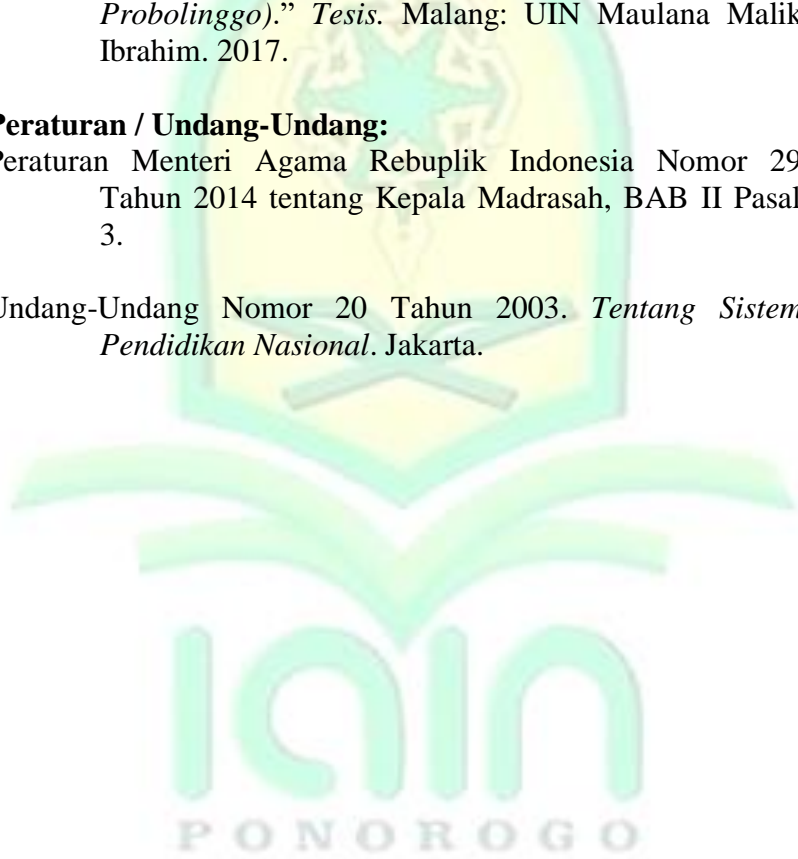 Probolinggo).” Tesis. Malang: UIN Maulana Malik
Ibrahim. 2017.
Peraturan / Undang-Undang:
Peraturan Menteri Agama Rebuplik Indonesia Nomor 29
Tahun 2014 tentang Kepala Madrasah, BAB II Pasal
3.
Undang-Undang Nomor 20 Tahun 2003. Tentang Sistem
Pendidikan Nasional. Jakarta.
iain
PONOROGO